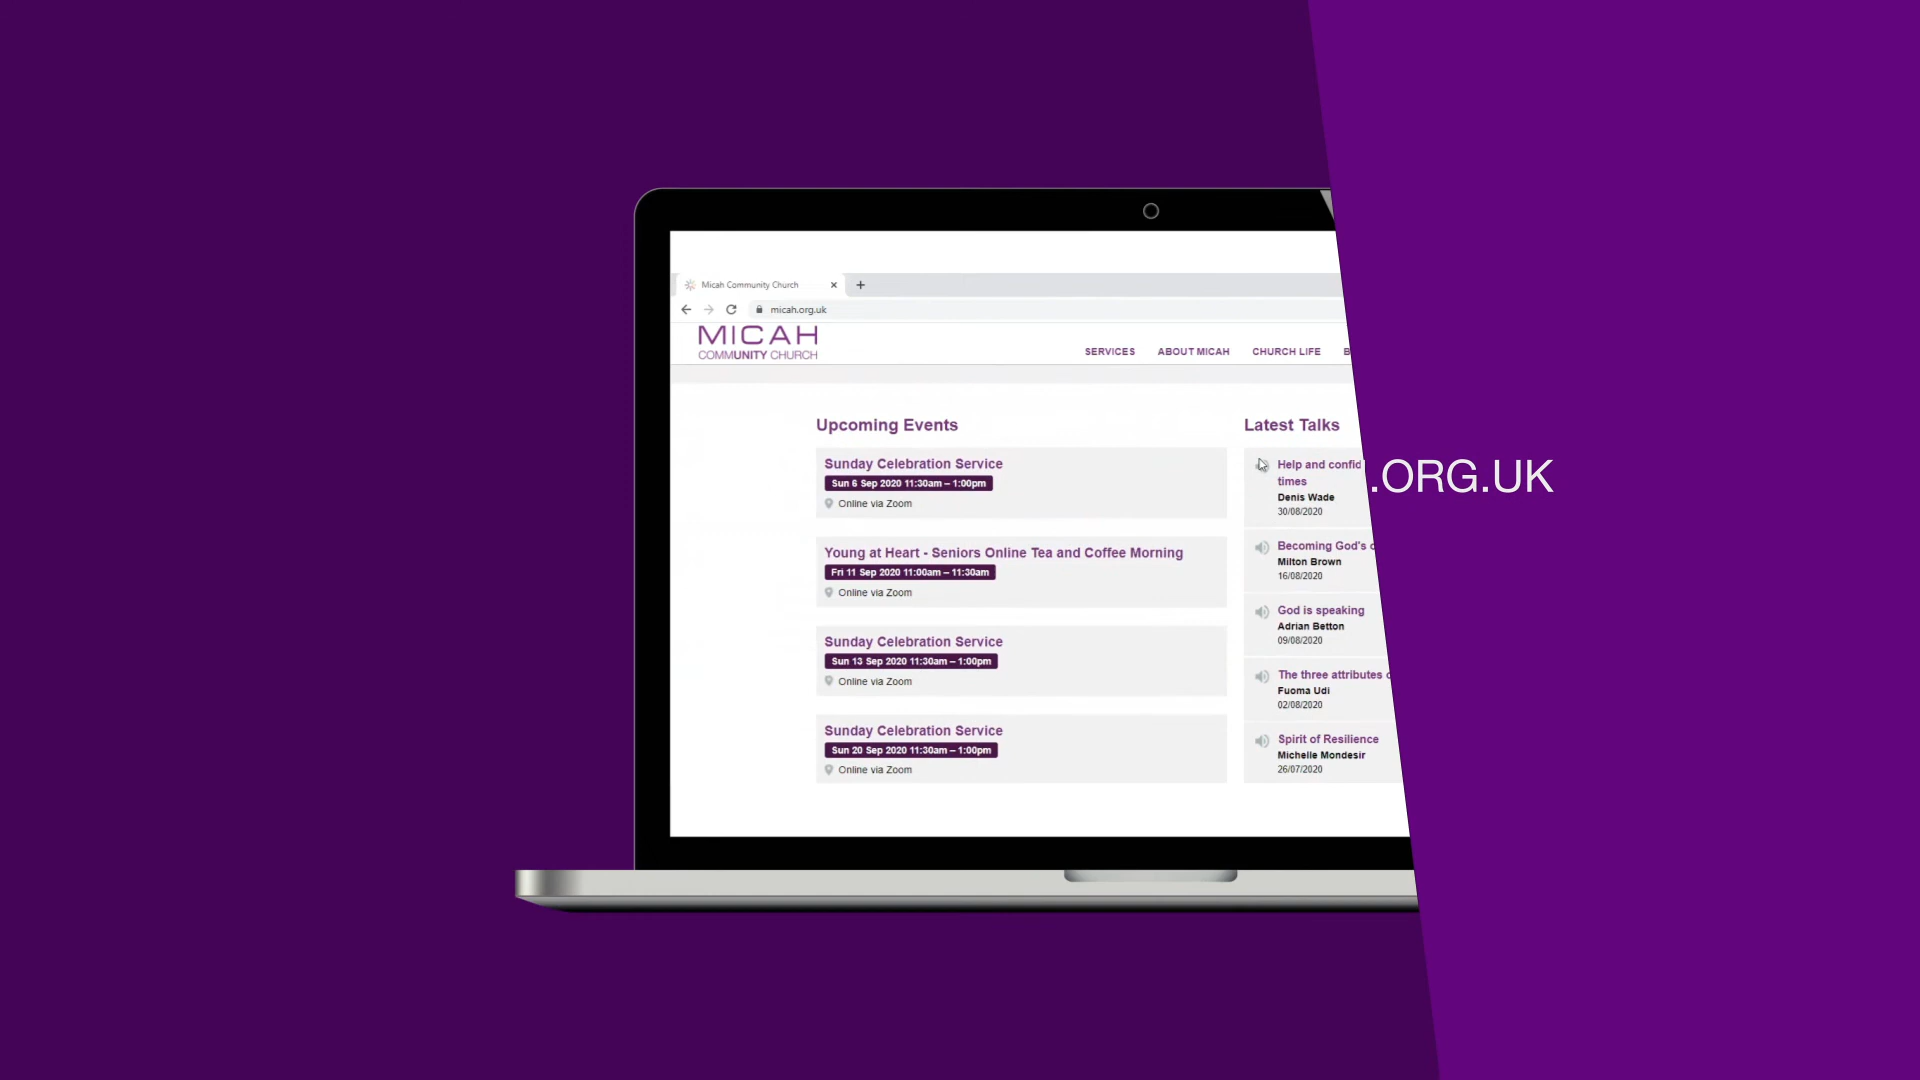 Micah Community Church
micah.org.uk
MICAH
COMMUNITY CHURCH
SERVICES ABOUT MICAH CHURCH LIFE B
Upcoming Events
Sunday Celebration Service
Sun 6 Sep 2020 11:30am – 1:00pm
Online via Zoom
Young at Heart - Seniors Online Tea and Coffee Morning
Fri 11 Sep 2020 11:00am – 11:30am
Online via Zoom
Sunday Celebration Service
Sun 13 Sep 2020 11:30am – 1:00pm
Online via Zoom
Sunday Celebration Service
Sun 20 Sep 2020 11:30am – 1:00pm
Online via Zoom
Latest Talks
Help and confid
times
Denis Wade
30/08/2020
Becoming God's
Milton Brown
16/08/2020
God is speaking
Adrian Betton
09/08/2020
The three attributes
Fuoma Udi
02/08/2020
Spirit of Resilience
Michelle Mondesir
26/07/2020
.ORG.UK